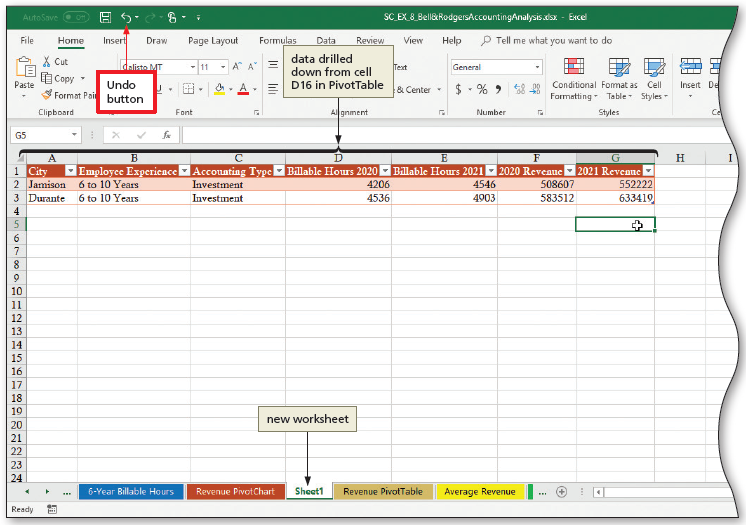 AutoSave Off
SC_EX_8_Bell&RodgersAccountingAnalysis.xlsx - Excel
File Home Insert Draw Page Layout Formulas Data Review View Help Tell me what you want to do
Paste
Cut
Copy
Format Pain
Clipboard
Undo
button
Calisto MT 11 A A
U A
Font
data drilled
down from cell
D16 in PivotTable
Text
& Center
Alignment
General
$ % 9
Number
Conditional Format as Cell
Formatting Table Styles
Styles
Insert De
Ce
G5 fx
A B C D E F G H I
1 City Employee Experience Accounting Type Billable Hours 2020 Billable Hours 2021 2020 Revenue 2021 Revenue
2 Jamison 6 to 10 Years Investment 4206 4546 508607 552222
3 Durante 6 to 10 Years Investment 4536 4903 583512 633419
4
5
6
7
8
9
10
11
12
13
14
15
16
17
18
19
20
21
22
23
24
new worksheet
... 6-Year Billable Hours Revenue PivotChart Sheet1 Revenue PivotTable Average Revenue ...
Ready